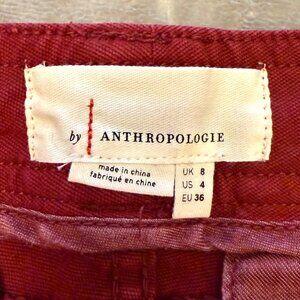 by ANTHROPOLOGIE
made in china
fabriqué en chine
UK 8
US 4
EU 36